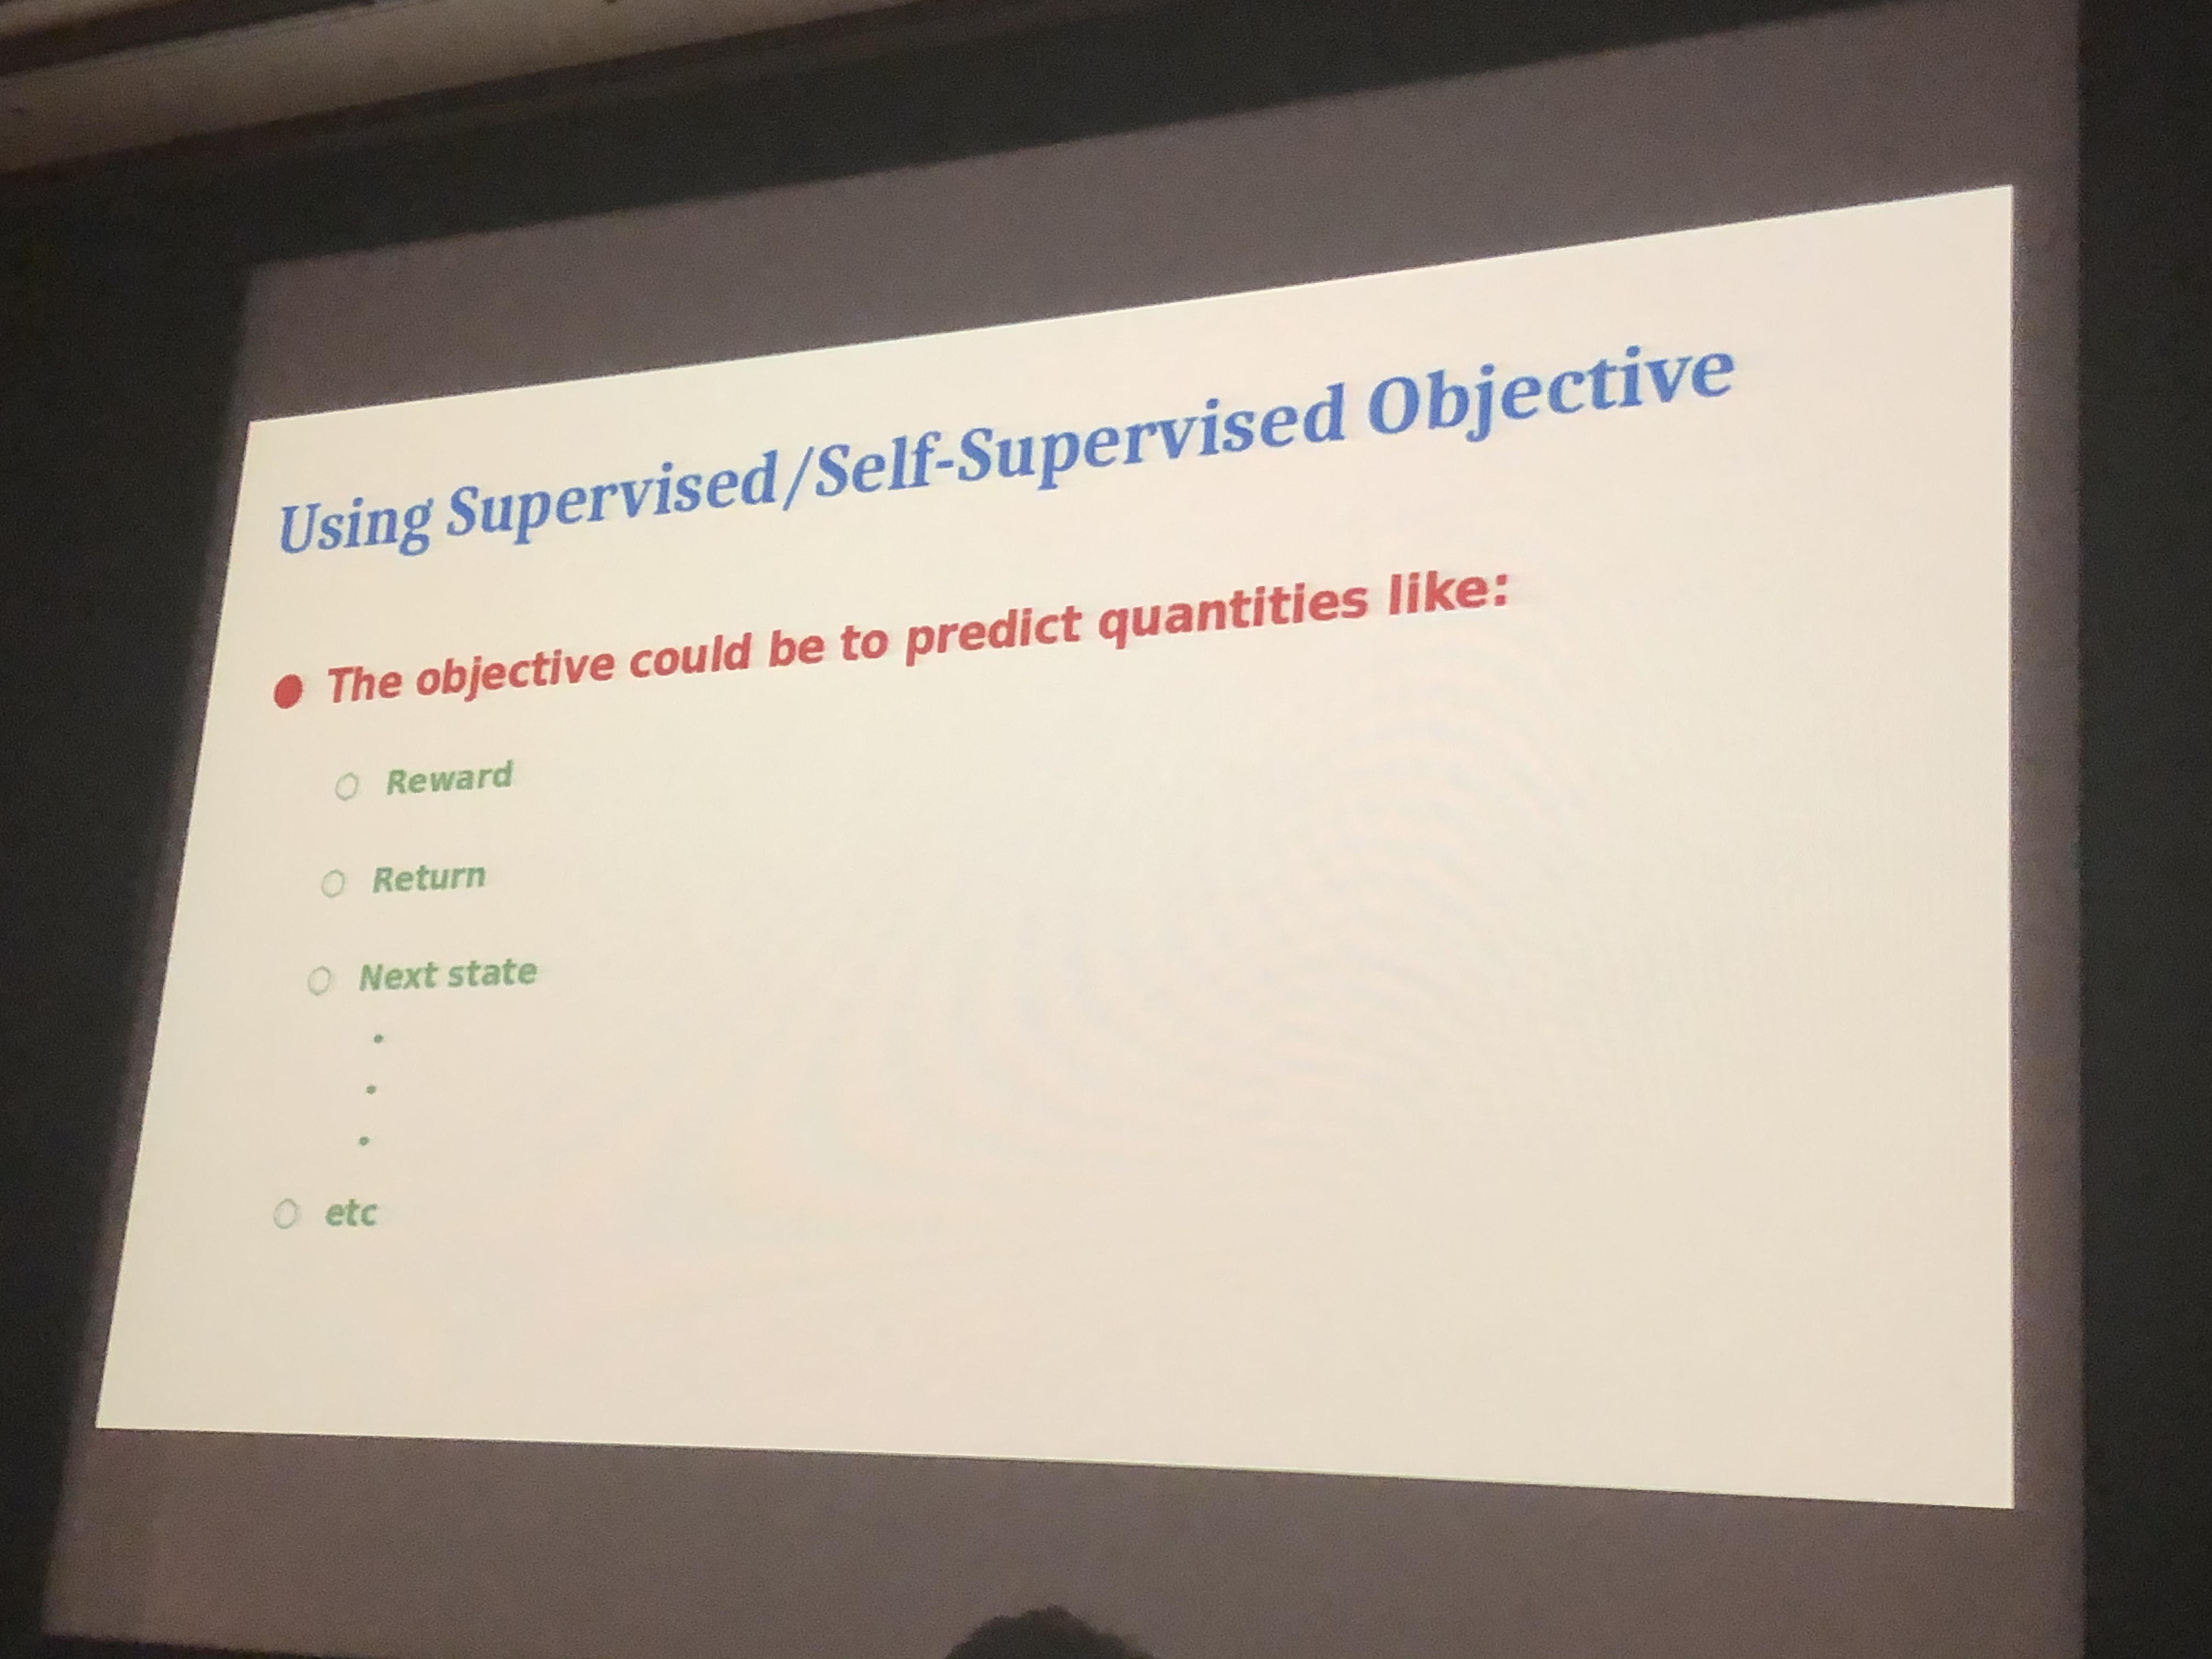 Using Supervised/Self-Supervised Objective
● The objective could be to predict quantities like:
○ Reward
○ Return
○ Next state
•
•
•
○ etc